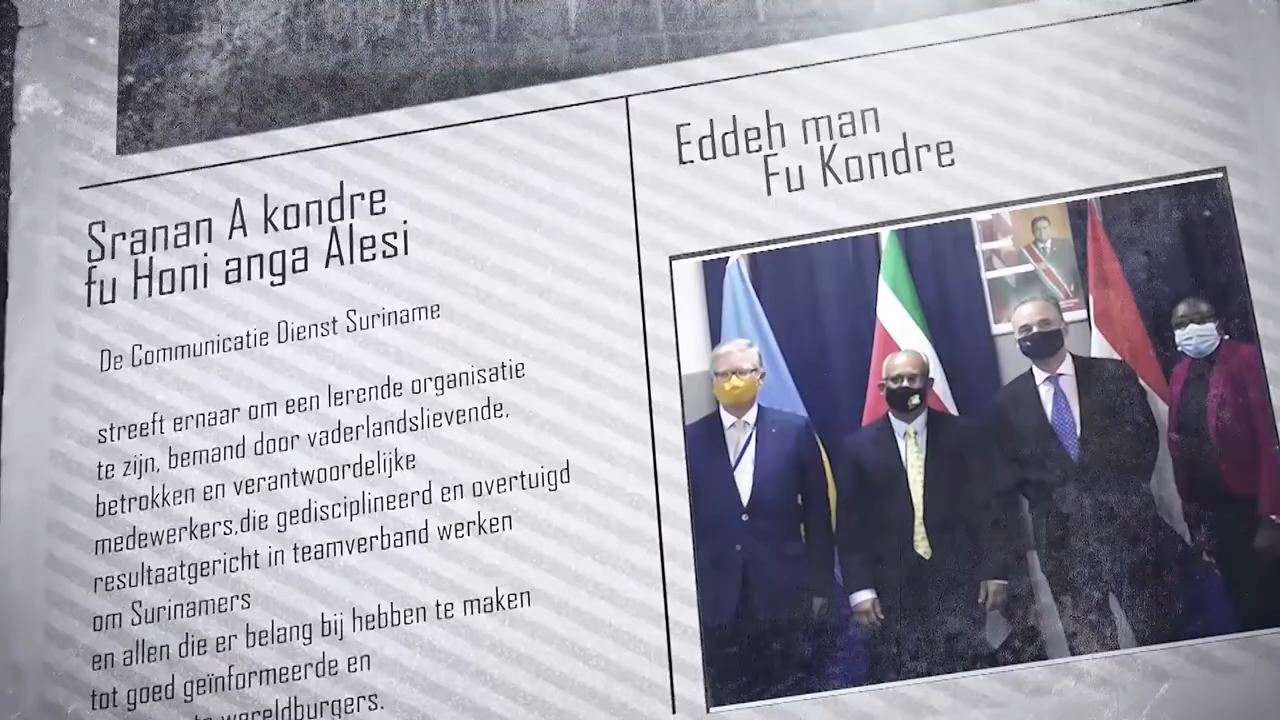 Sranan A kondre
fu Honi anga Alesi
De Communicatie Dienst Suriname
streeft ernaar om een lerende organisatie
te zijn, bemand door vaderlandslievende,
betrokken en verantwoordelijke
medewerkers,die gedisciplineerd en overtuigd
resultaatgericht in teamverband werken
om Surinamers
en allen die er belang bij hebben te maken
tot goed geïnformeerde en
wereldburgers.
Eddeh man
Fu Kondre